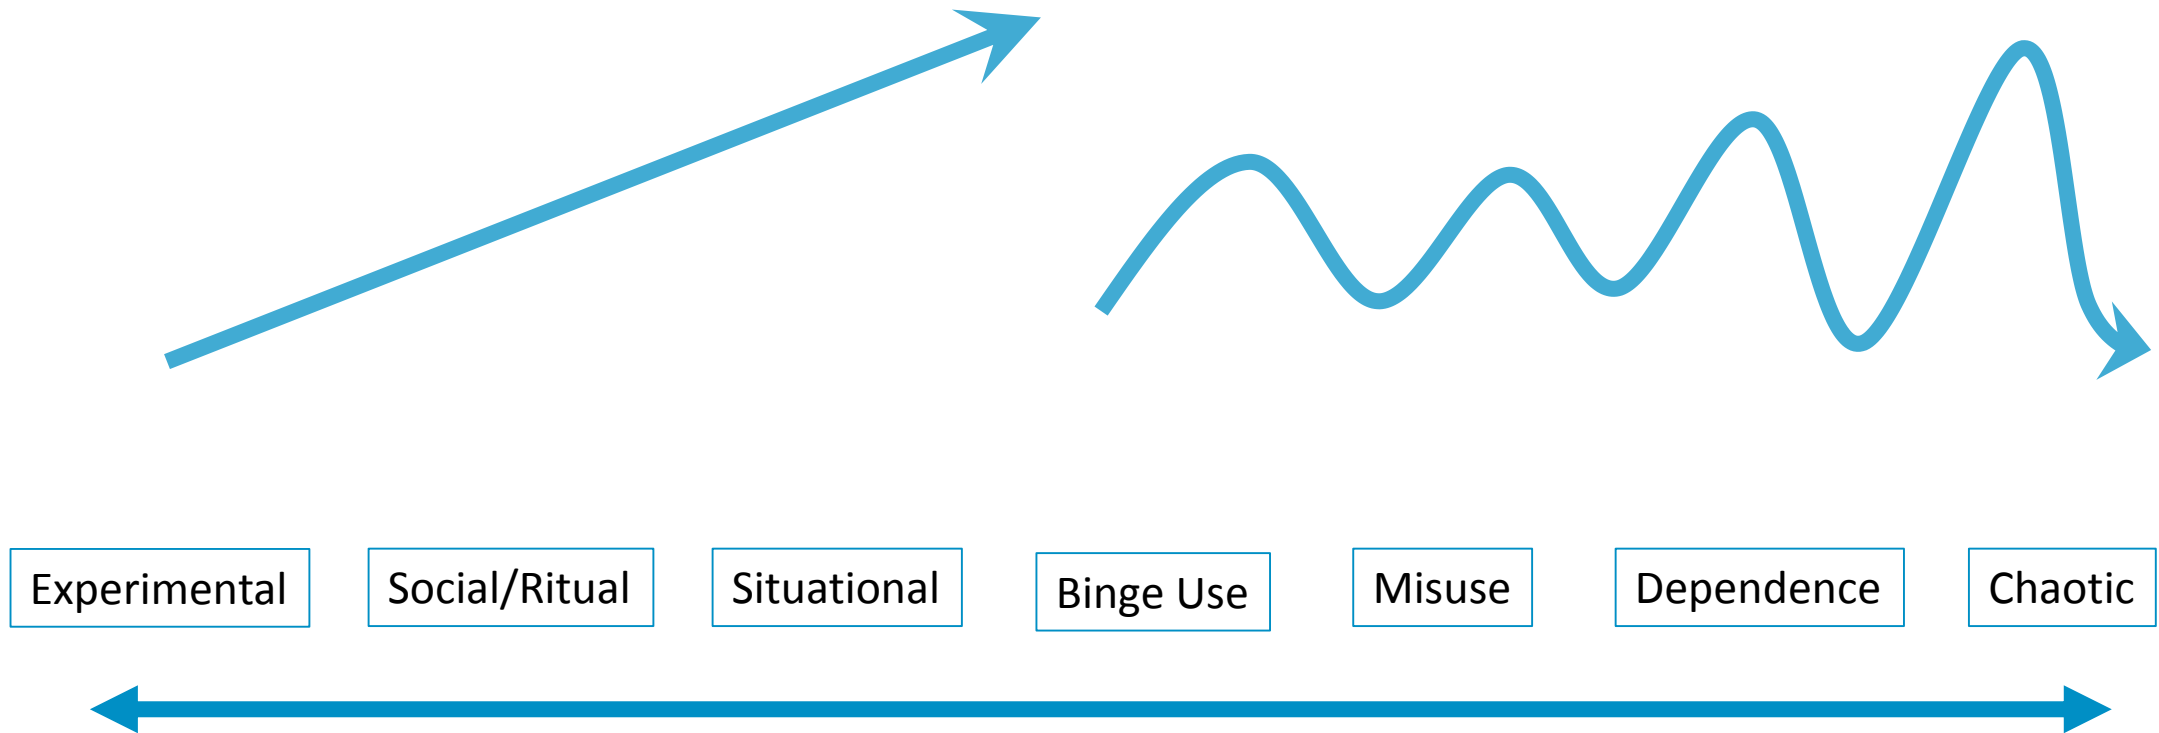 Experimental
Social/Ritual
Situational
Binge Use
Misuse
Dependence
Chaotic